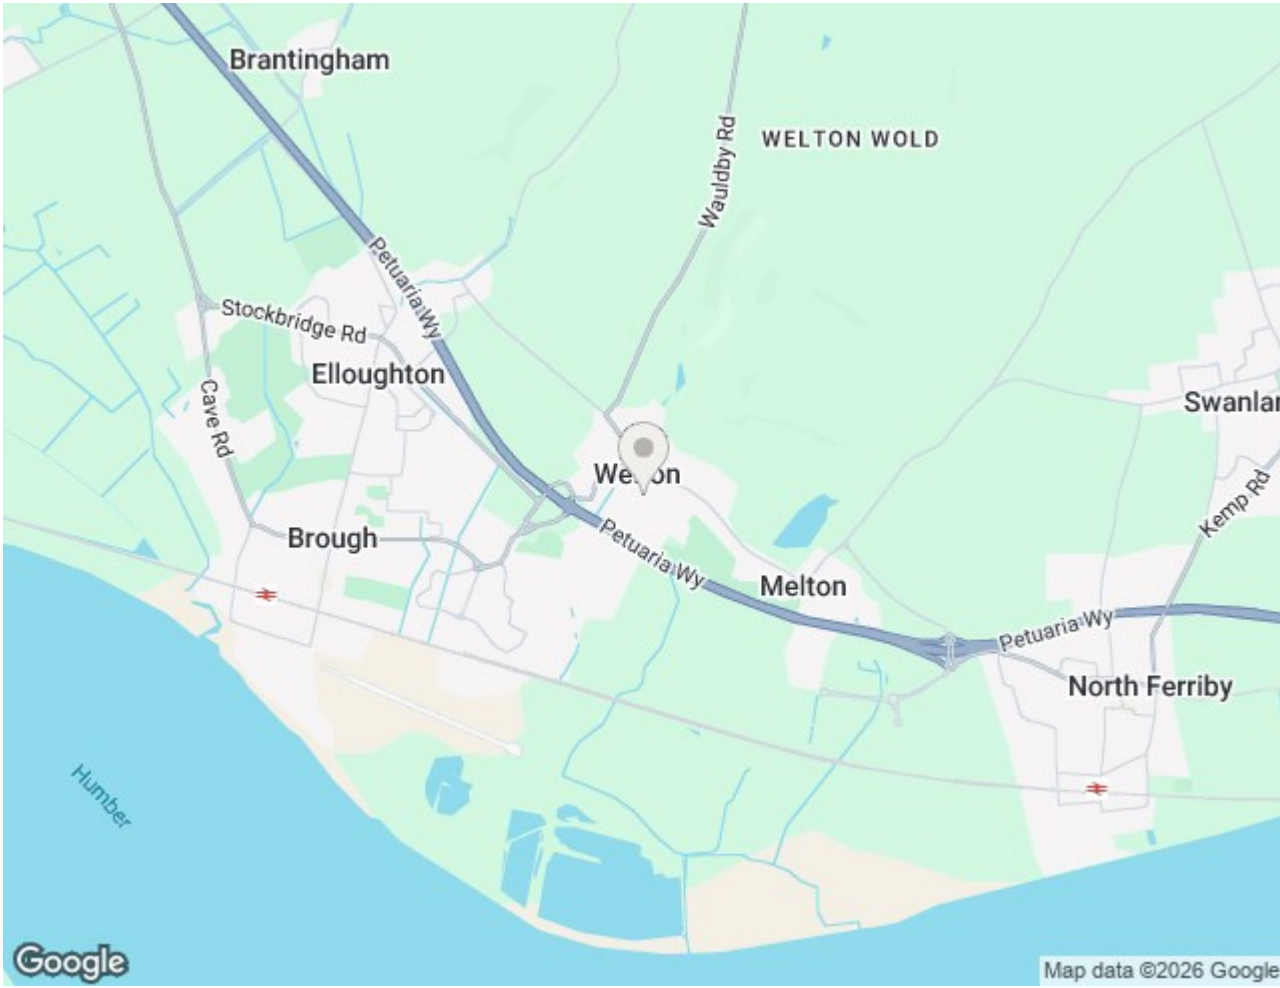 Brantingham
WELTON WOLD
Wauldby Rd
Petuaria Wy
Stockbridge Rd
Elloughton
Cave Rd
Swanlan
Welton
Kemp Rd
Brough
Petuaria Wy
Melton
Petuaria Wy
North Ferriby
Humber
Google
Map data ©2026 Google